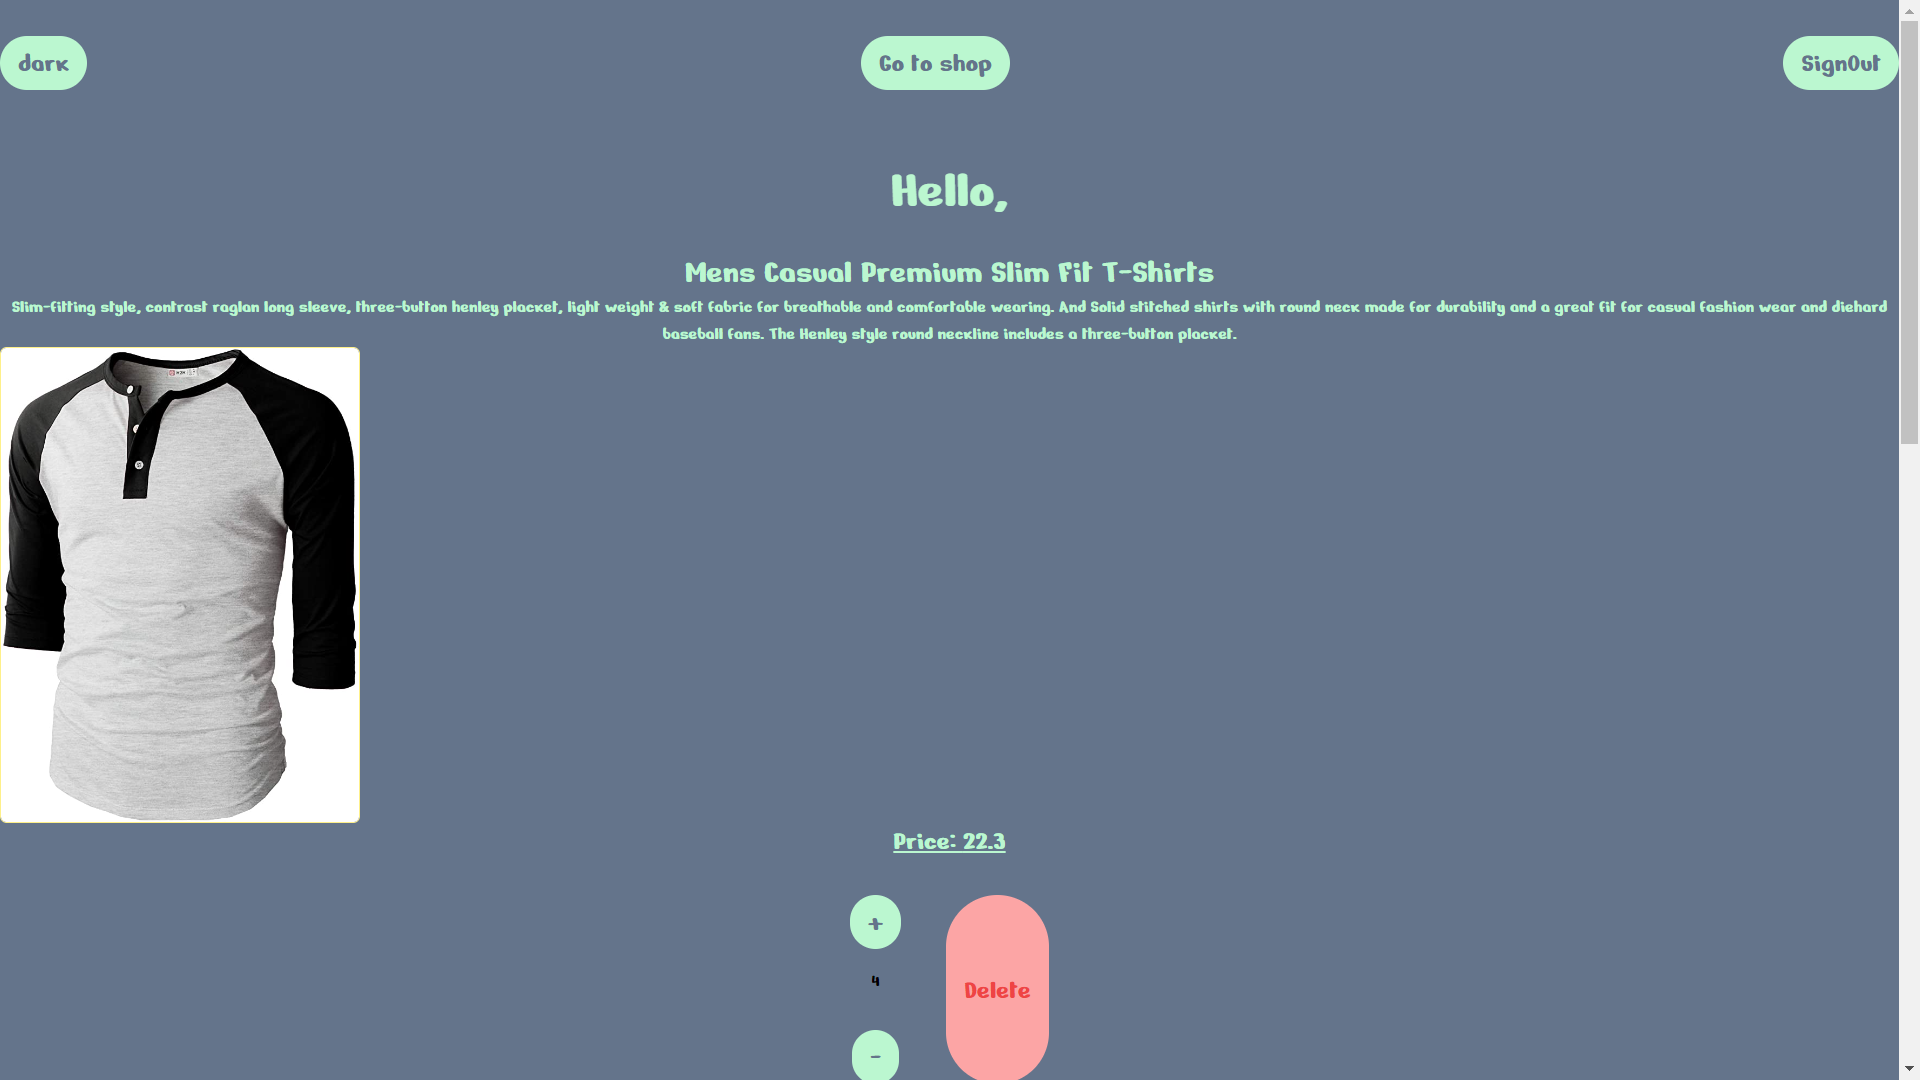 dark
Go to shop
SignOut
Hello,
Mens Casual Premium Slim Fit T-Shirts
Slim-fitting style, contrast raglan long sleeve, three-button henley placket, light weight & soft fabric for breathable and comfortable wearing. And Solid stitched shirts with round neck made for durability and a great fit for casual fashion wear and diehard
baseball fans. The Henley style round neckline includes a three-button placket.
Price: 22.3
+
4
Delete
-